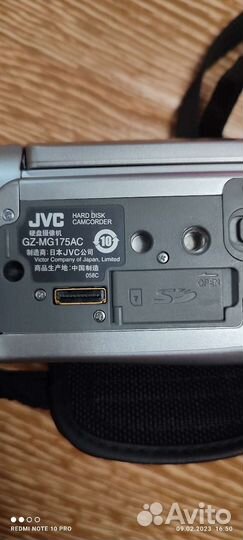 JVC
HARD DISK
CAMCORDER
硬盘摄像机
GZ-MG175AC
10
制造商：日本JVC公司
Victor Company of Japan, Limited
商品生产地：中国制造
058C
OPEN
SD
REDMI NOTE 10 PRO
09.02.2023 16:50
Avito